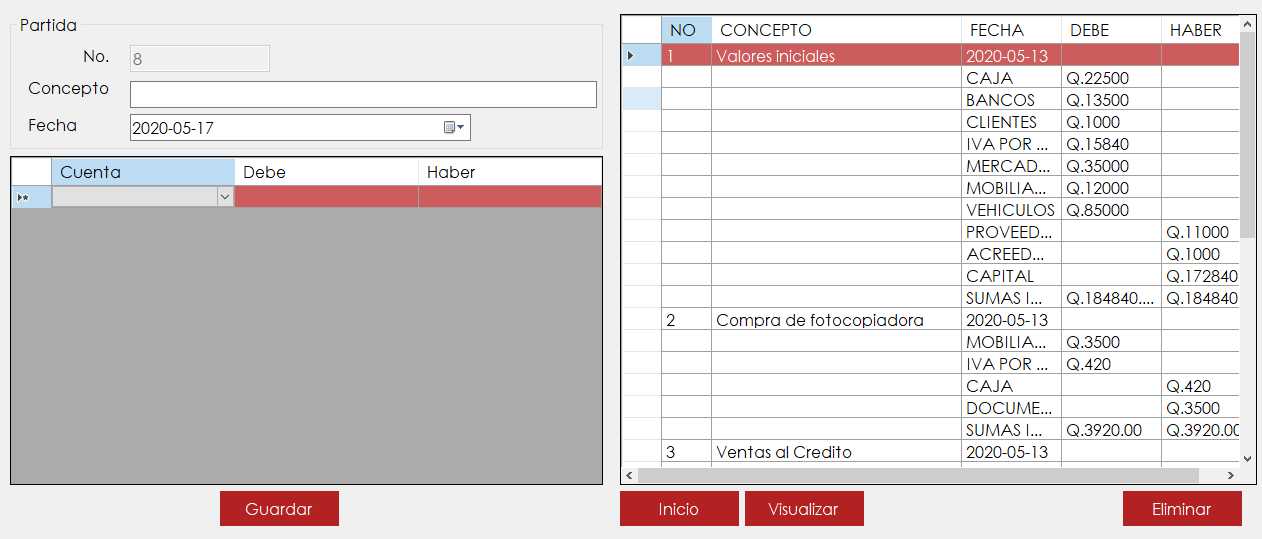 Partida
No. 8
Concepto
Fecha 2020-05-17
Cuenta Debe Haber
Guardar
NO CONCEPTO FECHA DEBE HABER
1 Valores iniciales 2020-05-13
CAJA Q.22500
BANCOS Q.13500
CLIENTES Q.1000
IVA POR ... Q.15840
MERCAD... Q.35000
MOBILIA... Q.12000
VEHICULOS Q.85000
PROVEED... Q.11000
ACREED... Q.1000
CAPITAL Q.172840
SUMAS I... Q.184840.... Q.184840
2 Compra de fotocopiadora 2020-05-13
MOBILIA... Q.3500
IVA POR ... Q.420
CAJA Q.420
DOCUME... Q.3500
SUMAS I... Q.3920.00 Q.3920.00
3 Ventas al Credito 2020-05-13
Inicio Visualizar Eliminar